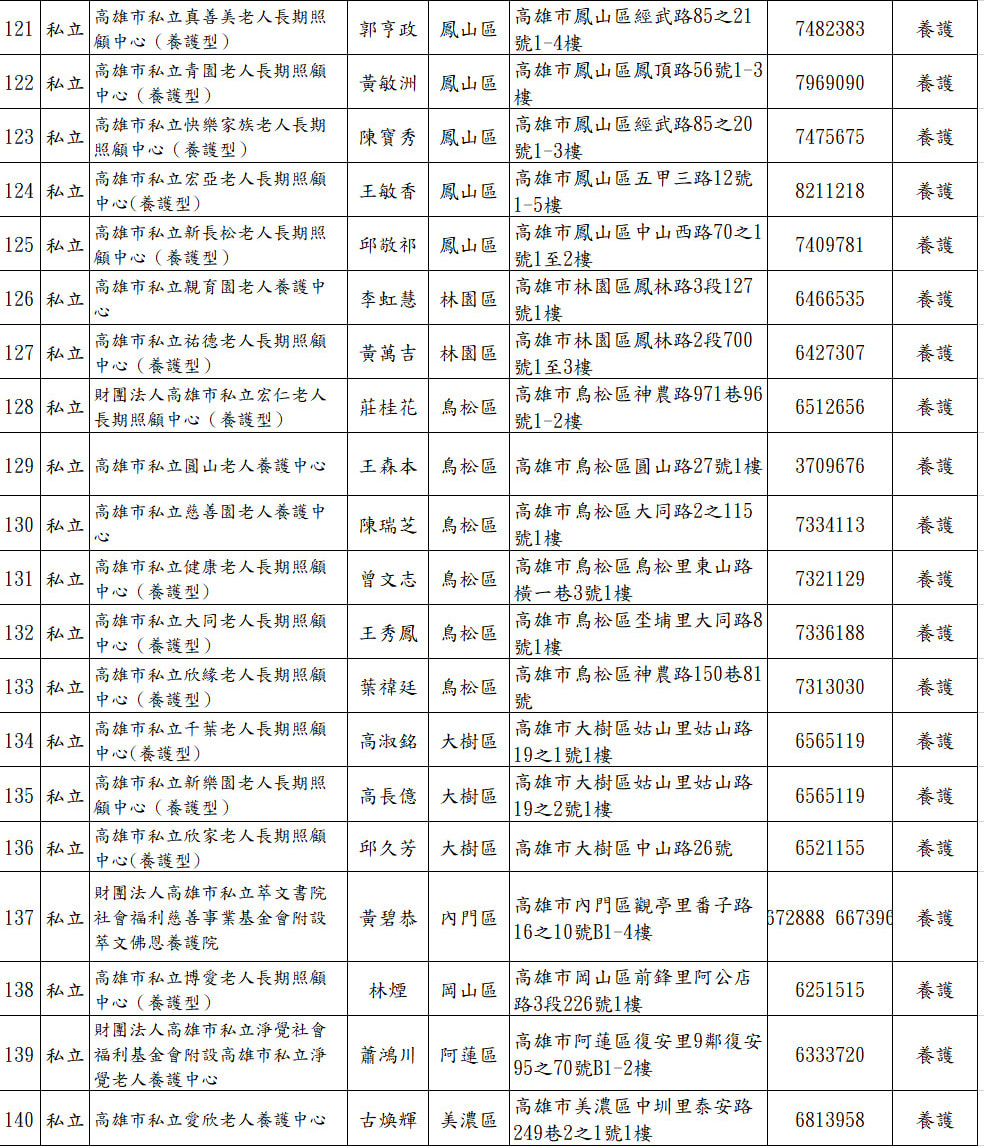 121 私立 高雄市私立真善美老人長期照 郭亨政 鳳山區 高雄市鳳山區經武路85之21 7482383 養護
顧中心（養護型） 號1-4樓
122 私立 高雄市私立青園老人長期照顧 黃敏洲 鳳山區 高雄市鳳山區鳳頂路56號1-3 7969090 養護
中心（養護型） 樓
123 私立 高雄市私立快樂家族老人長期 陳寶秀 鳳山區 高雄市鳳山區經武路85之20 7475675 養護
照顧中心（養護型） 號1-3樓
124 私立 高雄市私立宏亞老人長期照顧 王敏香 鳳山區 高雄市鳳山區五甲三路12號 8211218 養護
中心(養護型) 1-5樓
125 私立 高雄市私立新長松老人長期照 邱敬祁 鳳山區 高雄市鳳山區中山西路70之1 7409781 養護
顧中心（養護型） 號1至2樓
126 私立 高雄市私立親育園老人養護中 李虹慧 林園區 高雄市林園區鳳林路3段127 6466535 養護
心 號1樓
127 私立 高雄市私立祐德老人長期照顧 黃萬吉 林園區 高雄市林園區鳳林路2段700 6427307 養護
中心（養護型） 號1至3樓
128 私立 財團法人高雄市私立宏仁老人 莊桂花 鳥松區 高雄市鳥松區神農路971巷96 6512656 養護
長期照顧中心（養護型） 號1-2樓
129 私立 高雄市私立圓山老人養護中心 王森本 鳥松區 高雄市鳥松區圓山路27號1樓 3709676 養護
130 私立 高雄市私立慈善園老人養護中 陳瑞芝 鳥松區 高雄市鳥松區大同路2之115 7334113 養護
心 號1樓
131 私立 高雄市私立健康老人長期照顧 曾文志 鳥松區 高雄市鳥松區鳥松里東山路 7321129 養護
中心（養護型） 橫一巷3號1樓
132 私立 高雄市私立大同老人長期照顧 王秀鳳 鳥松區 高雄市鳥松區坔埔里大同路8 7336188 養護
中心（養護型） 號1樓
133 私立 高雄市私立欣緣老人長期照顧 葉禕廷 鳥松區 高雄市鳥松區神農路150巷81 7313030 養護
中心（養護型） 號
134 私立 高雄市私立千葉老人長期照顧 高淑銘 大樹區 高雄市大樹區姑山里姑山路 6565119 養護
中心(養護型) 19之1號1樓
135 私立 高雄市私立新樂園老人長期照 高長億 大樹區 高雄市大樹區姑山里姑山路 6565119 養護
顧中心（養護型） 19之2號1樓
136 私立 高雄市私立欣家老人長期照顧 邱久芳 大樹區 高雄市大樹區中山路26號 6521155 養護
中心(養護型)
137 私立 財團法人高雄市私立萃文書院 黃碧恭 內門區 高雄市內門區觀亭里番子路 672888 667396 養護
社會福利慈善事業基金會附設 16之10號B1-4樓
萃文佛恩養護院
138 私立 高雄市私立博愛老人長期照顧 林煙 岡山區 高雄市岡山區前鋒里阿公店 6251515 養護
中心（養護型） 路3段226號1樓
139 私立 財團法人高雄市私立淨覺社會 蕭鴻川 阿蓮區 高雄市阿蓮區復安里9鄰復安 6333720 養護
福利基金會附設高雄市私立淨 95之70號B1-2樓
覺老人養護中心
140 私立 高雄市私立愛欣老人養護中心 古煥輝 美濃區 高雄市美濃區中圳里泰安路 6813958 養護
249巷2之1號1樓